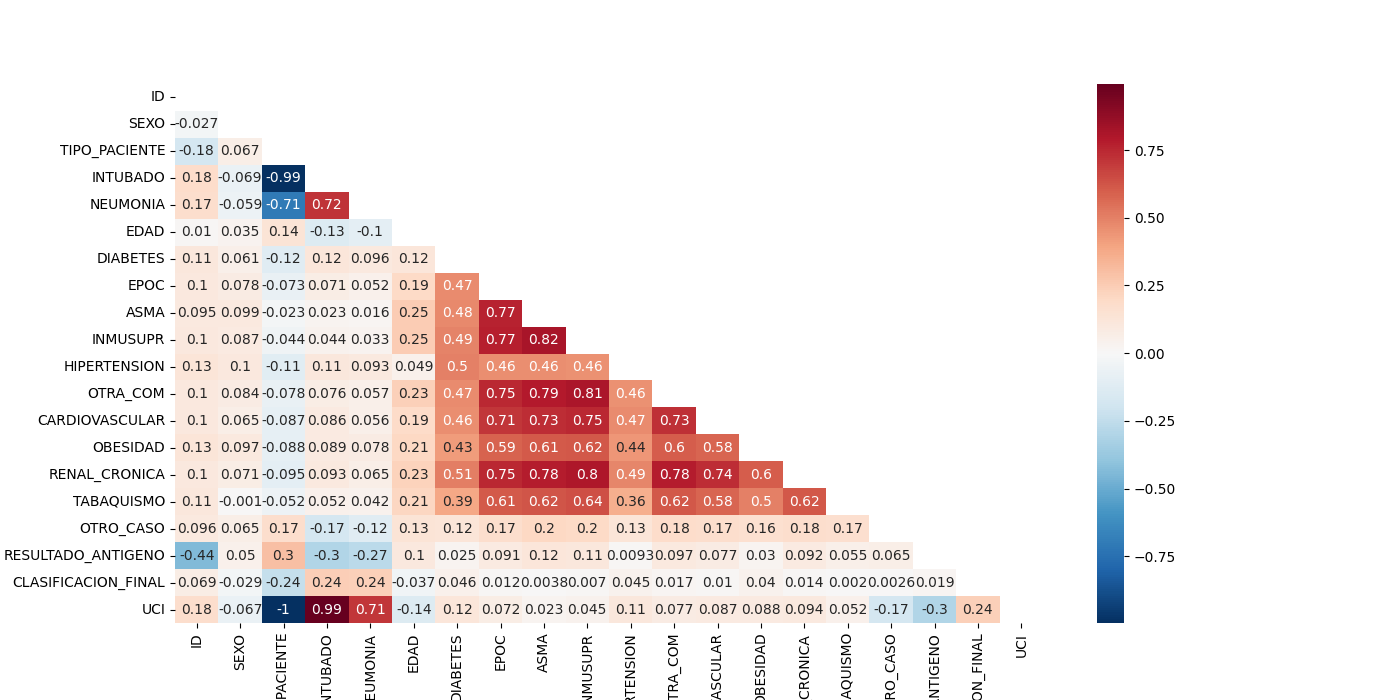 ID
SEXO -0.027
TIPO_PACIENTE -0.18 0.067
INTUBADO 0.18 -0.069 -0.99
NEUMONIA 0.17 -0.059 -0.71 0.72
EDAD 0.01 0.035 0.14 -0.13 -0.1
DIABETES 0.11 0.061 -0.12 0.12 0.096 0.12
EPOC 0.1 0.078 -0.073 0.071 0.052 0.19 0.47
ASMA 0.095 0.099 -0.023 0.023 0.016 0.25 0.48 0.77
INMUSUPR 0.1 0.087 -0.044 0.044 0.033 0.25 0.49 0.77 0.82
HIPERTENSION 0.13 0.1 -0.11 0.11 0.093 0.049 0.5 0.46 0.46 0.46
OTRA_COM 0.1 0.084 -0.078 0.076 0.057 0.23 0.47 0.75 0.79 0.81 0.46
CARDIOVASCULAR 0.1 0.065 -0.087 0.086 0.056 0.19 0.46 0.71 0.73 0.75 0.47 0.73
OBESIDAD 0.13 0.097 -0.088 0.089 0.078 0.21 0.43 0.59 0.61 0.62 0.44 0.6 0.58
RENAL_CRONICA 0.1 0.071 -0.095 0.093 0.065 0.23 0.51 0.75 0.78 0.8 0.49 0.78 0.74 0.6
TABAQUISMO 0.11 -0.001 -0.052 0.052 0.042 0.21 0.39 0.61 0.62 0.64 0.36 0.62 0.58 0.5 0.62
OTRO_CASO 0.096 0.065 0.17 -0.17 -0.12 0.13 0.12 0.17 0.2 0.2 0.13 0.18 0.17 0.16 0.18 0.17
RESULTADO_ANTIGENO -0.44 0.05 0.3 -0.3 -0.27 0.1 0.025 0.091 0.12 0.11 0.0093 0.097 0.077 0.03 0.092 0.055 0.065
CLASIFICACION_FINAL 0.069 -0.029 -0.24 0.24 0.24 -0.037 0.046 0.012 0.0038 0.007 0.045 0.017 0.01 0.04 0.014 0.002 0.0026 0.019
UCI 0.18 -0.067 -1 0.99 0.71 -0.14 0.12 0.072 0.023 0.045 0.11 0.077 0.087 0.088 0.094 0.052 -0.17 -0.3 0.24
ID
SEXO
PACIENTE
NTUBADO
EUMONIA
EDAD
DIABETES
EPOC
ASMA
NMUSUPR
RTENSION
TRA_COM
ASCULAR
OBESIDAD
CRONICA
AQUISMO
RO_CASO
NTIGENO
ON_FINAL
UCI
0.75
0.50
0.25
0.00
−0.25
−0.50
−0.75